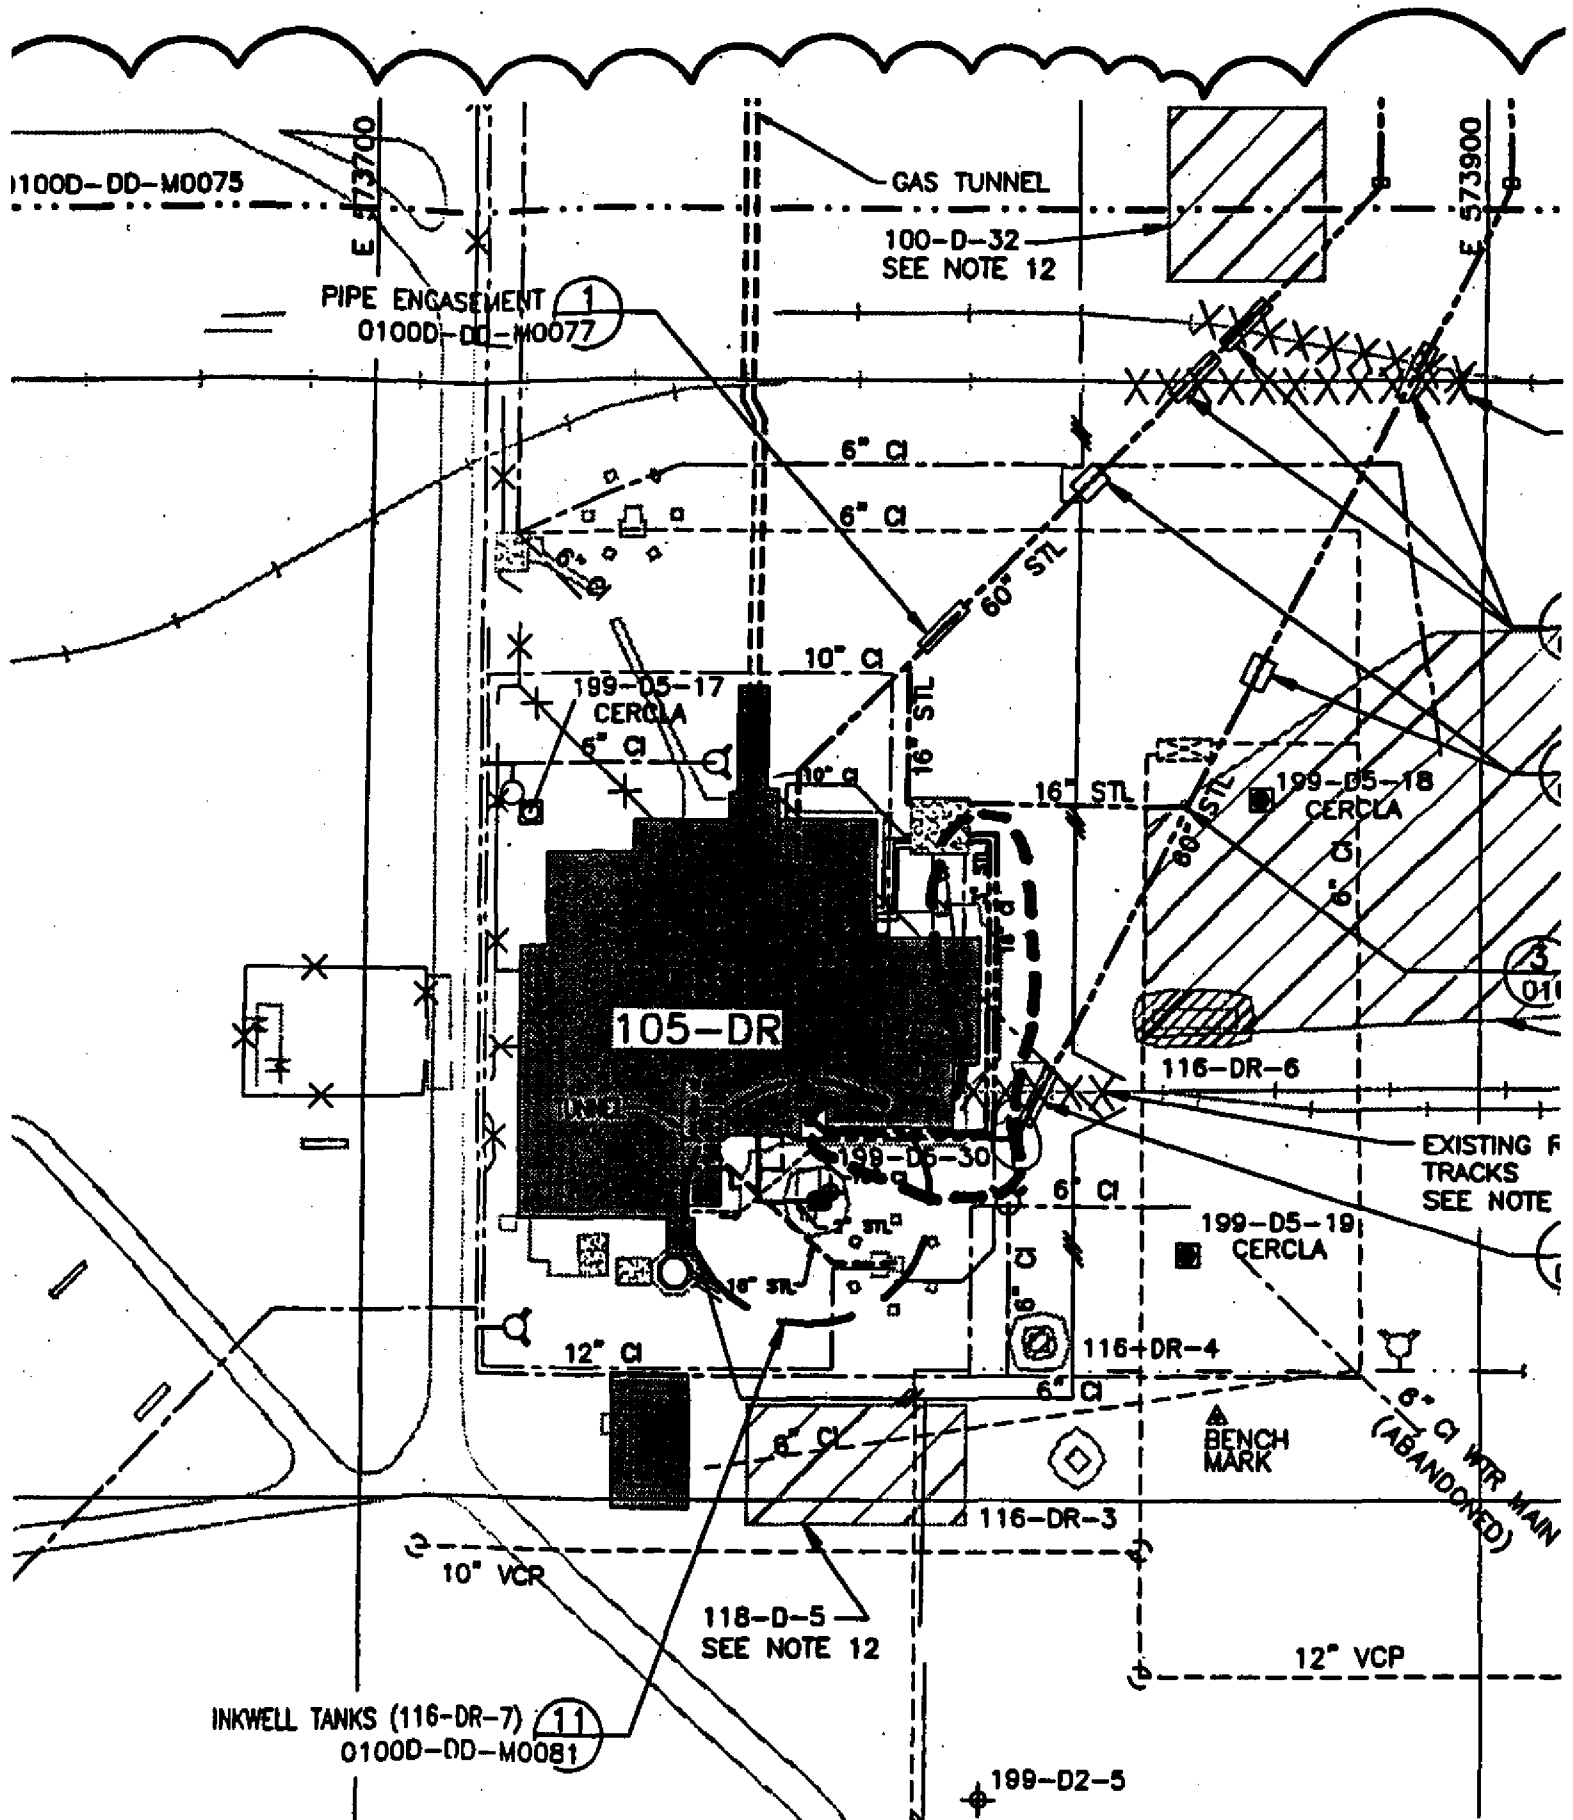 E 573700
E 573900
0100D-DD-M0075
GAS TUNNEL
100-D-32
SEE NOTE 12
PIPE ENGASEMENT
1
0100D-DD-M0077
6" CI
6" CI
6"
60" STL
10" CI
199-D5-17
CERCLA
6" CI
16" STL
10" CI
16" STL
199-D5-18
CERCLA
60" STL
6" CI
3
105-DR
116-DR-6
EXISTING
TRACKS
SEE NOTE
199-D5-30
6" CI
199-D5-19
CERCLA
2" STL
16" STL
6" CI
12" CI
116-DR-4
6" CI
6" CI
BENCH
MARK
6" CI WTR MAIN
(ABANDONED)
116-DR-3
10" VCR
118-D-5
SEE NOTE 12
12" VCP
INKWELL TANKS (116-DR-7)
11
0100D-DD-M0081
199-D2-5